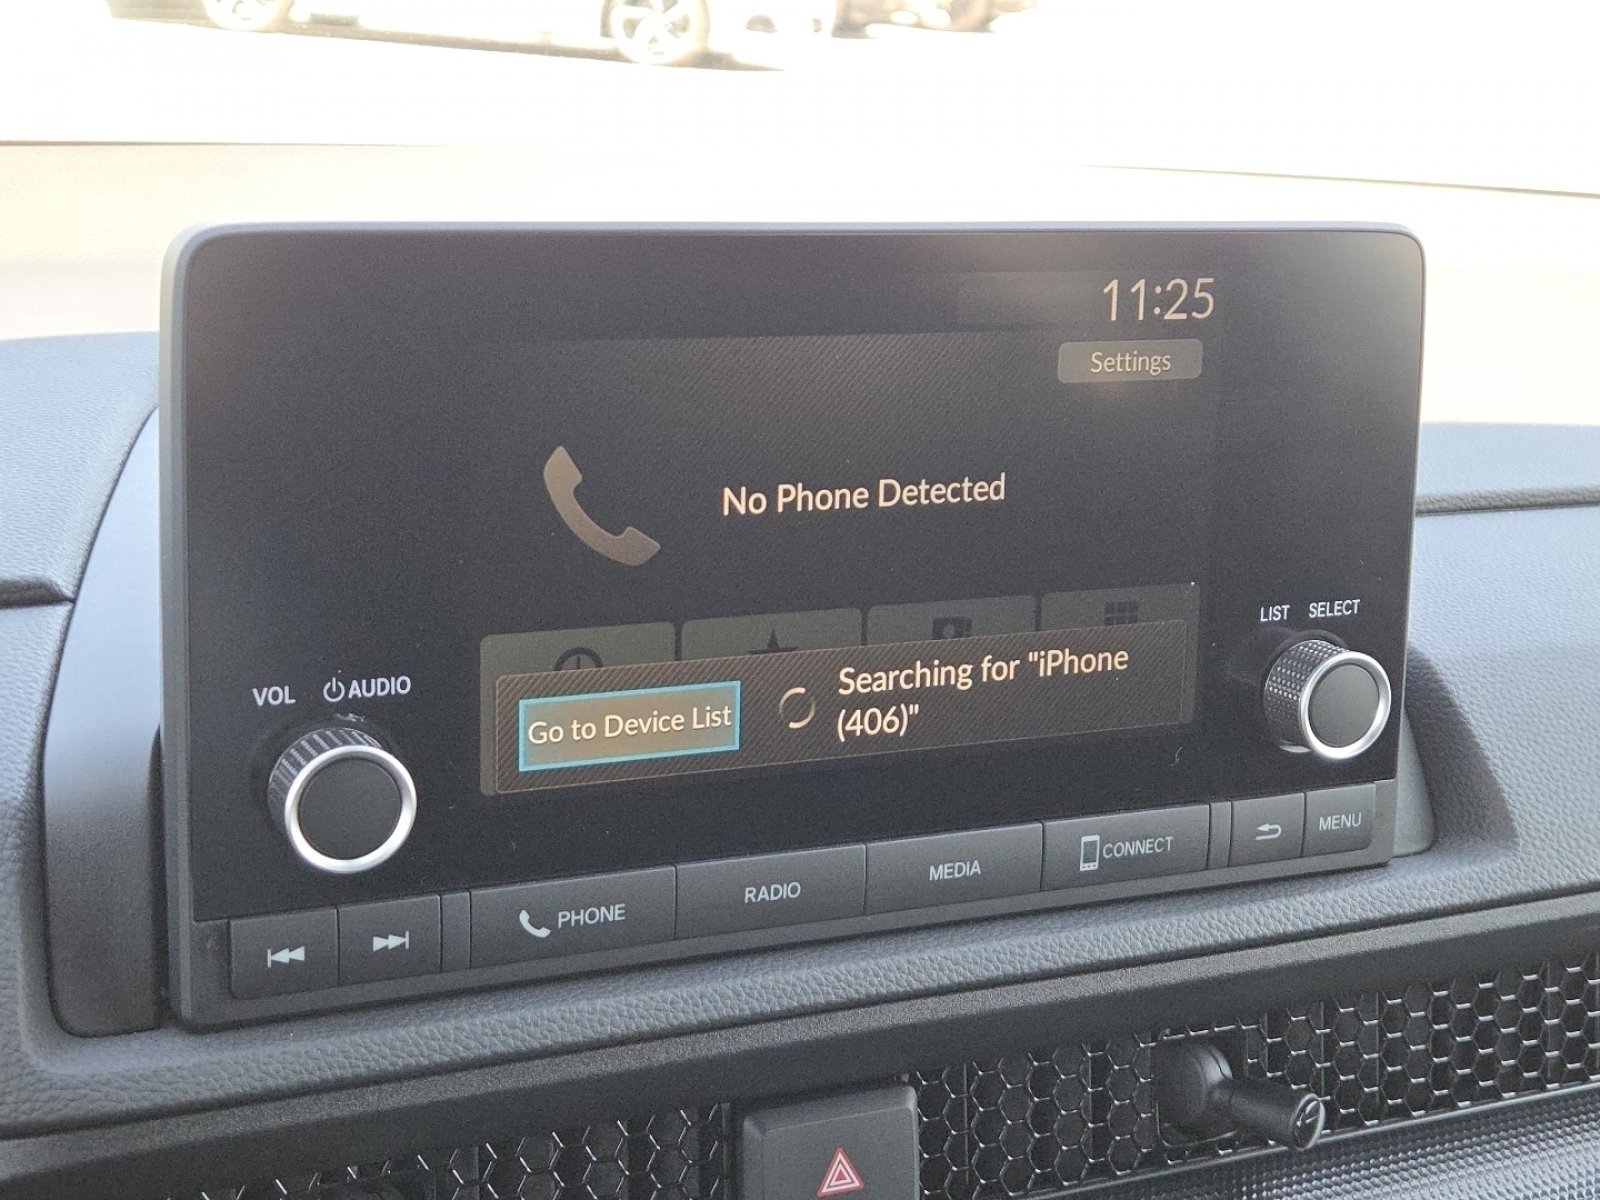 11:25
Settings
No Phone Detected
LIST SELECT
VOL AUDIO
Go to Device List
Searching for "iPhone
(406)"
PHONE
RADIO
MEDIA
CONNECT
MENU